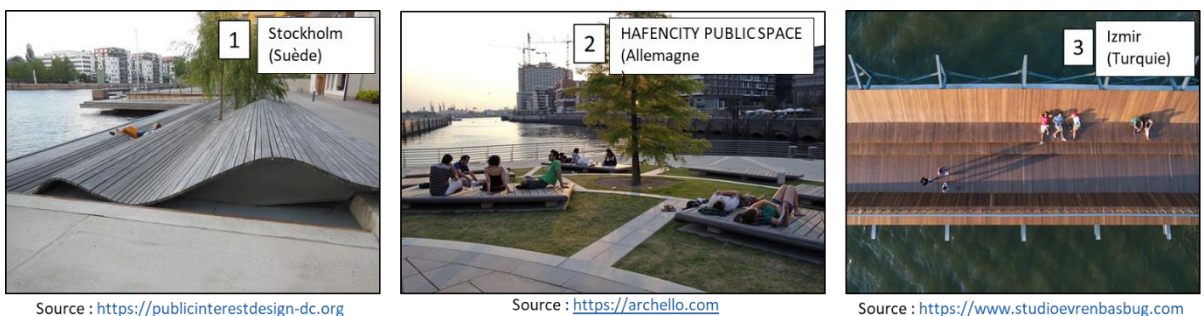 1
Stockholm
(Suède)
2
HAFENCITY PUBLIC SPACE
(Allemagne
)
3
Izmir
(Turquie)
Source : https://publicinterestdesign-dc.org
Source : https://archello.com
Source : https://www.studioevrenbasbug.com